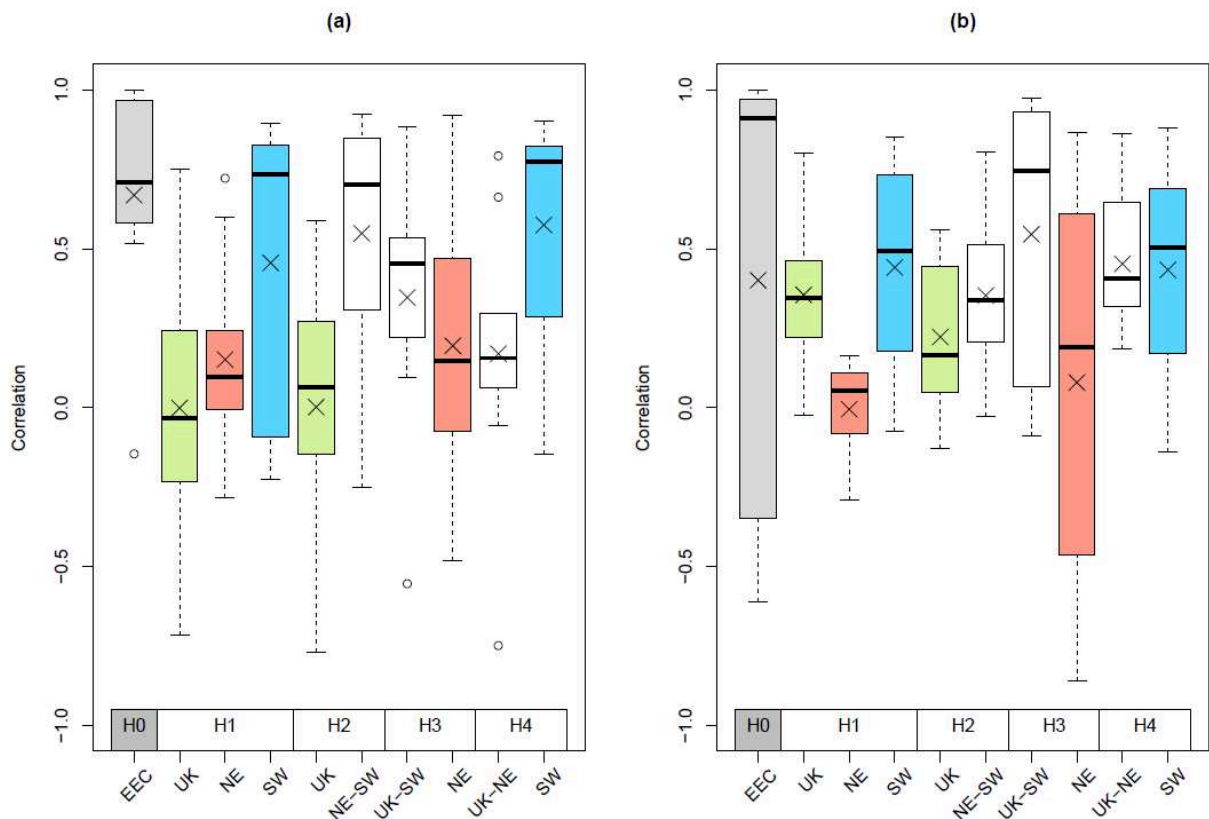 (a)
Correlation
1.0
0.5
0.0
−0.5
−1.0
H0 H1 H2 H3 H4
EEC UK NE SW UK NE−SW UK−SW NE UK−NE SW
(b)
Correlation
1.0
0.5
0.0
−0.5
−1.0
H0 H1 H2 H3 H4
EEC UK NE SW UK NE−SW UK−SW NE UK−NE SW